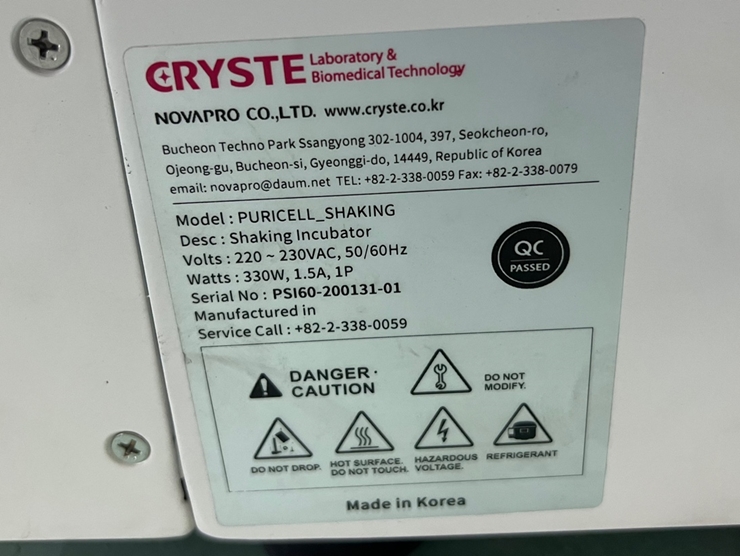 CRYSTE Laboratory &
Biomedical Technology
NOVAPRO CO.,LTD. www.cryste.co.kr
Bucheon Techno Park Ssangyong 302-1004, 397, Seokcheon-ro,
Ojeong-gu, Bucheon-si, Gyeonggi-do, 14449, Republic of Korea
email: novapro@daum.net TEL: +82-2-338-0059 Fax: +82-2-338-0079
Model : PURICELL_SHAKING
Desc : Shaking Incubator
Volts : 220 ~ 230VAC, 50/60Hz
Watts : 330W, 1.5A, 1P
Serial No : PSI60-200131-01
Manufactured in
Service Call : +82-2-338-0059
QC
PASSED
DANGER·
CAUTION
DO NOT
MODIFY.
DO NOT DROP.
HOT SURFACE.
DO NOT TOUCH.
HAZARDOUS
VOLTAGE.
REFRIGERANT
Made in Korea